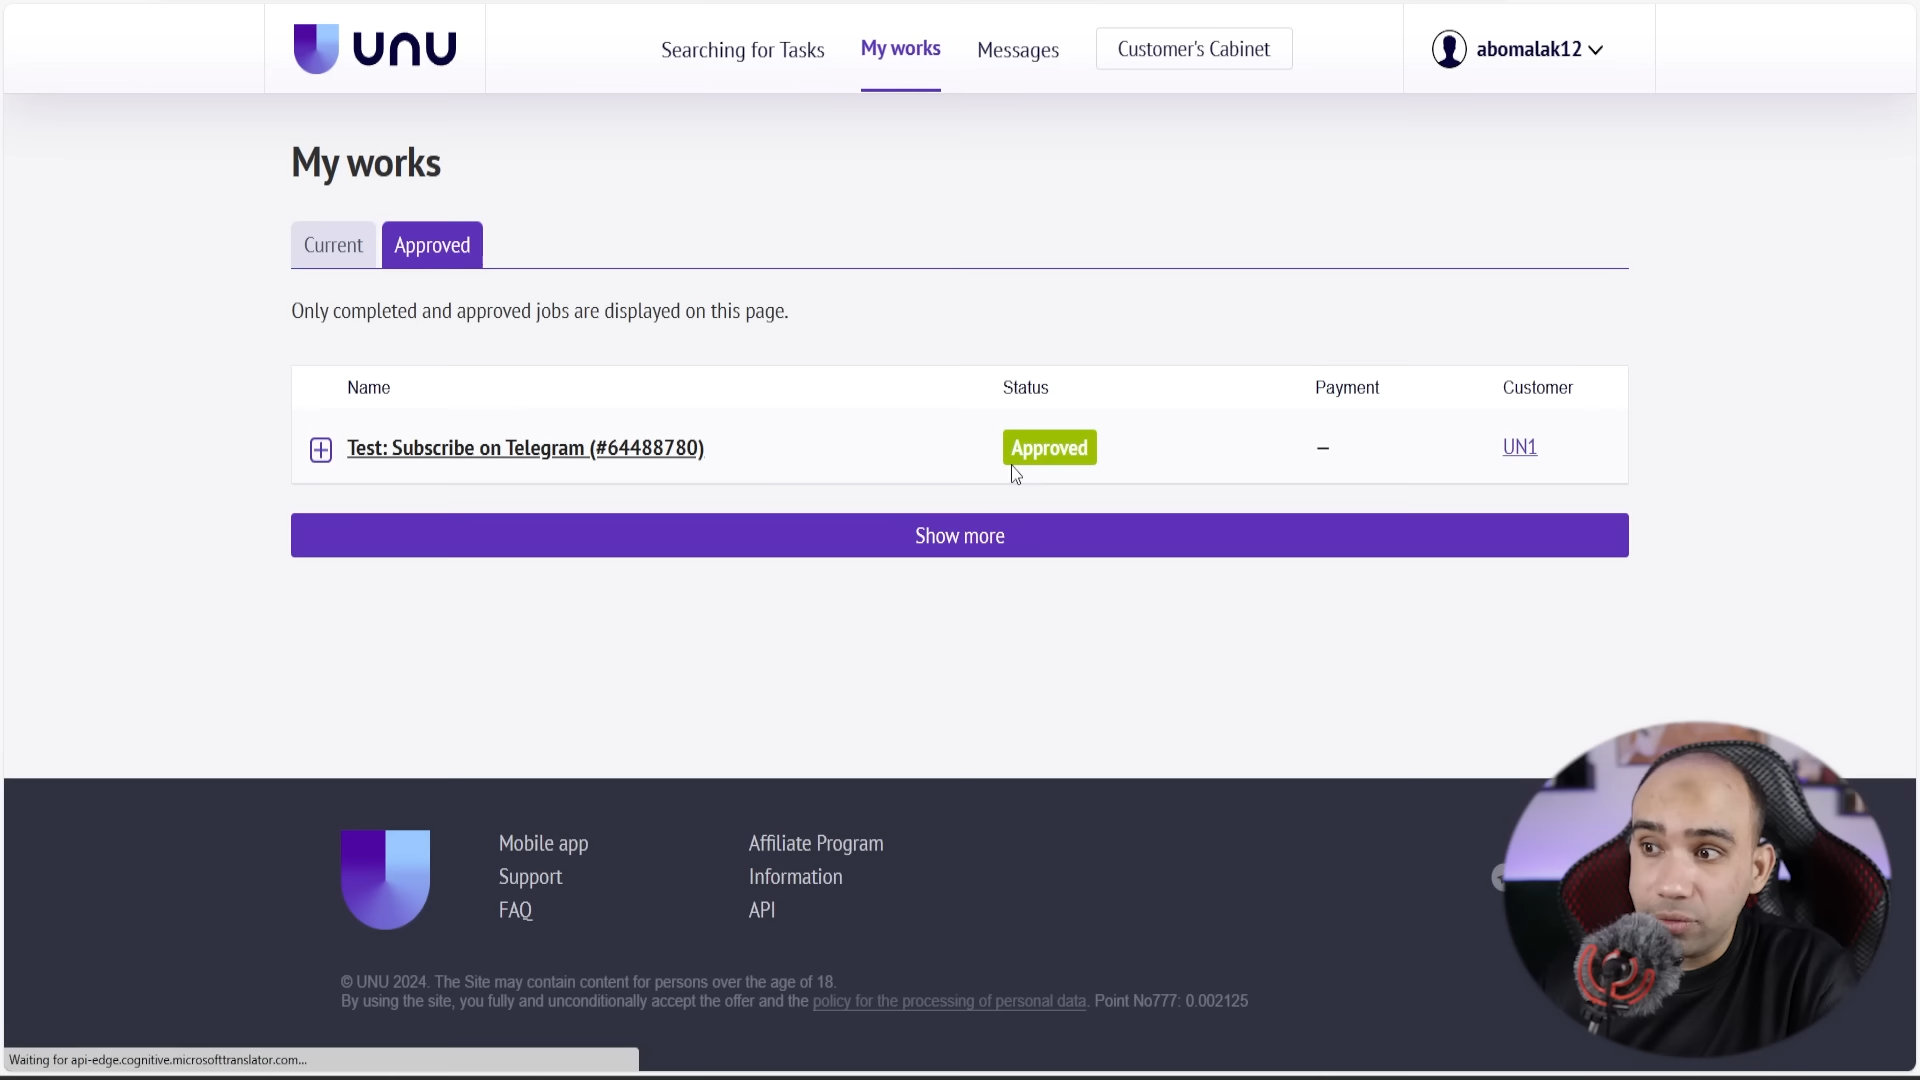 UNU
Searching for Tasks
My works
Messages
Customer's Cabinet
abomalak12
My works
Current
Approved
Only completed and approved jobs are displayed on this page.
Name Status Payment Customer
Test: Subscribe on Telegram (#64488780) Approved – UN1
Show more
Mobile app
Support
FAQ
Affiliate Program
Information
API
© UNU 2024. The Site may contain content for persons over the age of 18.
By using the site, you fully and unconditionally accept the offer and the policy for the processing of personal data. Point No777: 0.002125
Waiting for api-edge.cognitive.microsofttranslator.com...